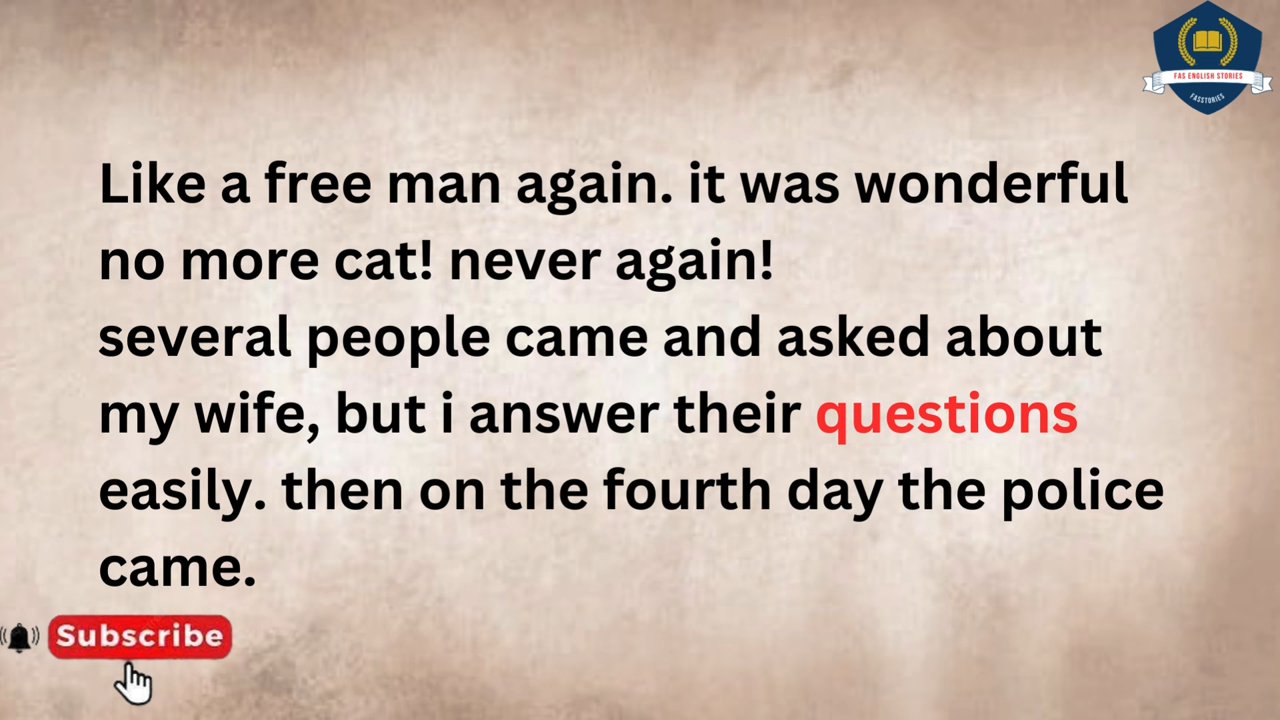 FAS ENGLISH STORIES
FASSTORIES
Like a free man again. it was wonderful
no more cat! never again!
several people came and asked about
my wife, but i answer their questions
easily. then on the fourth day the police
came.
Subscribe